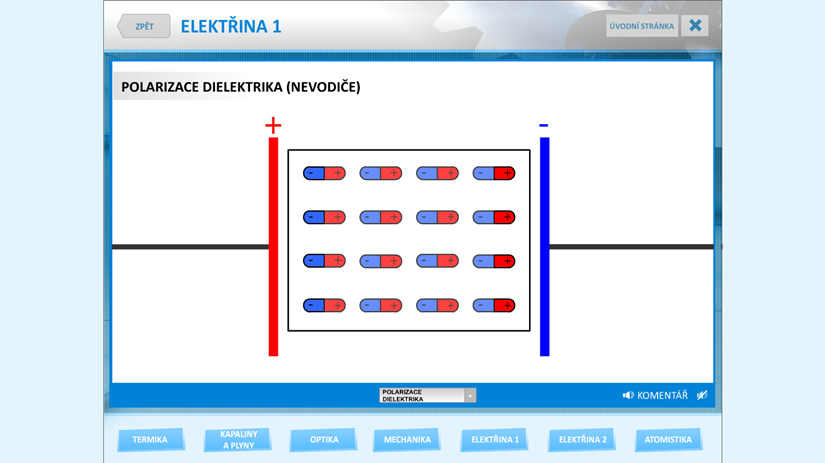 ZPĚT
ELEKTŘINA 1
ÚVODNÍ STRÁNKA
POLARIZACE DIELEKTRIKA (NEVODIČE)
+ -
- + - + - + - +
- + - + - + - +
- + - + - + - +
- + - + - + - +
POLARIZACE
DIELEKTRIKA
KOMENTÁŘ
TERMIKA
KAPALINY
A PLYNY
OPTIKA
MECHANIKA
ELEKTŘINA 1
ELEKTŘINA 2
ATOMISTIKA